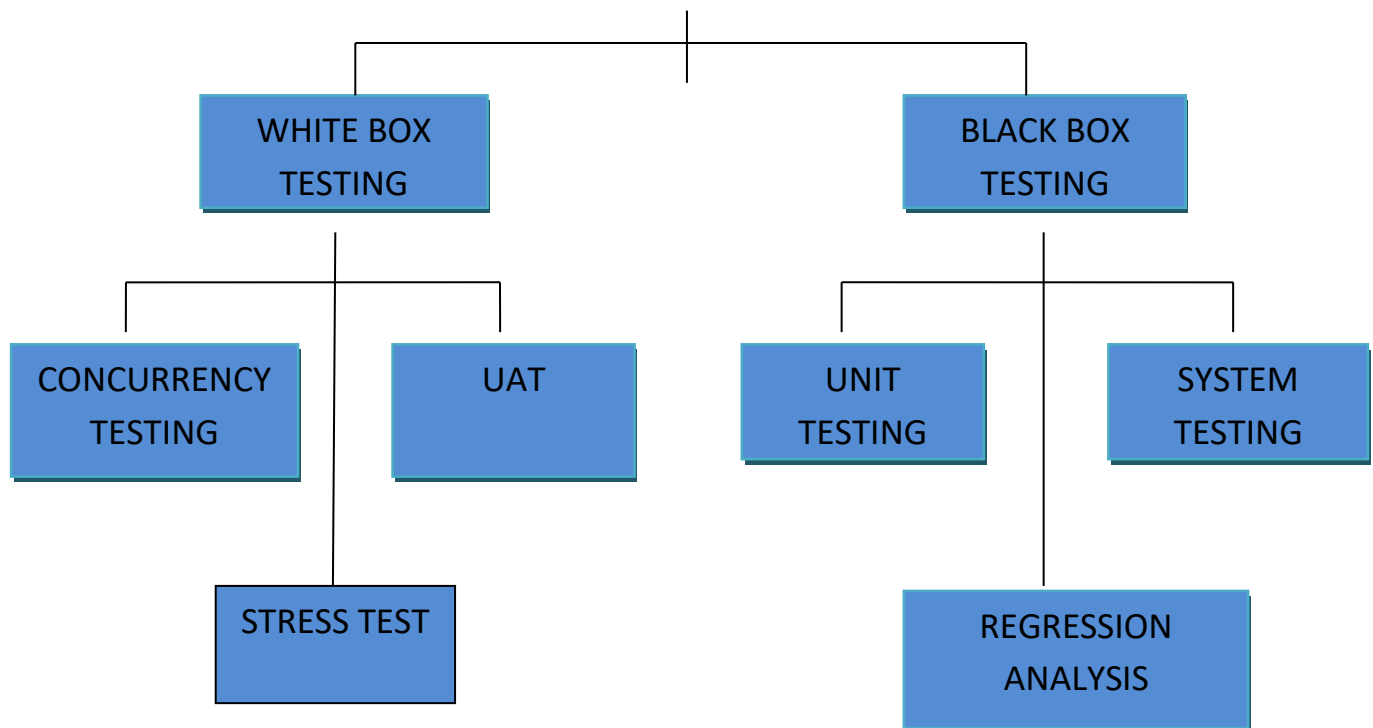 WHITE BOX
TESTING
BLACK BOX
TESTING
CONCURRENCY
TESTING
UAT
UNIT
TESTING
SYSTEM
TESTING
STRESS TEST
REGRESSION
ANALYSIS